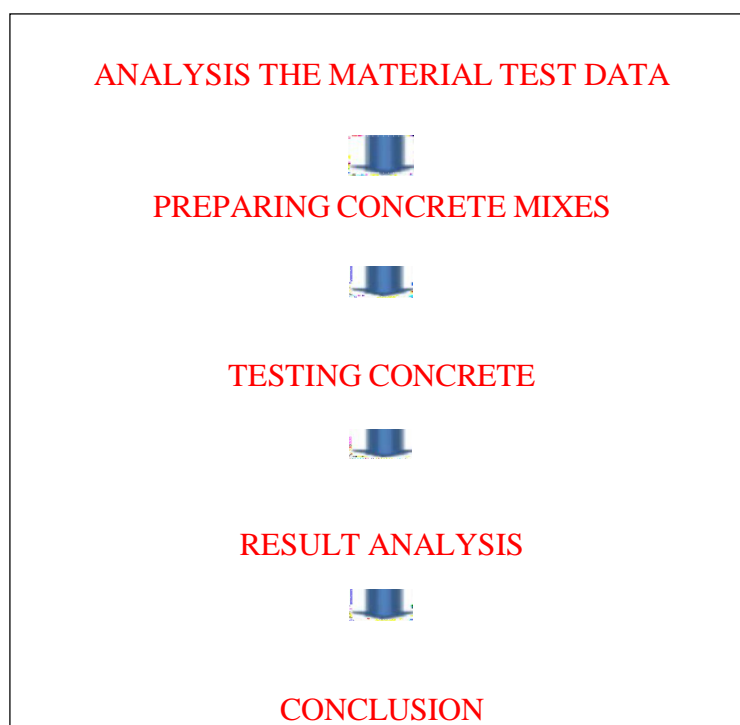 ANALYSIS THE MATERIAL TEST DATA
PREPARING CONCRETE MIXES
TESTING CONCRETE
RESULT ANALYSIS
CONCLUSION